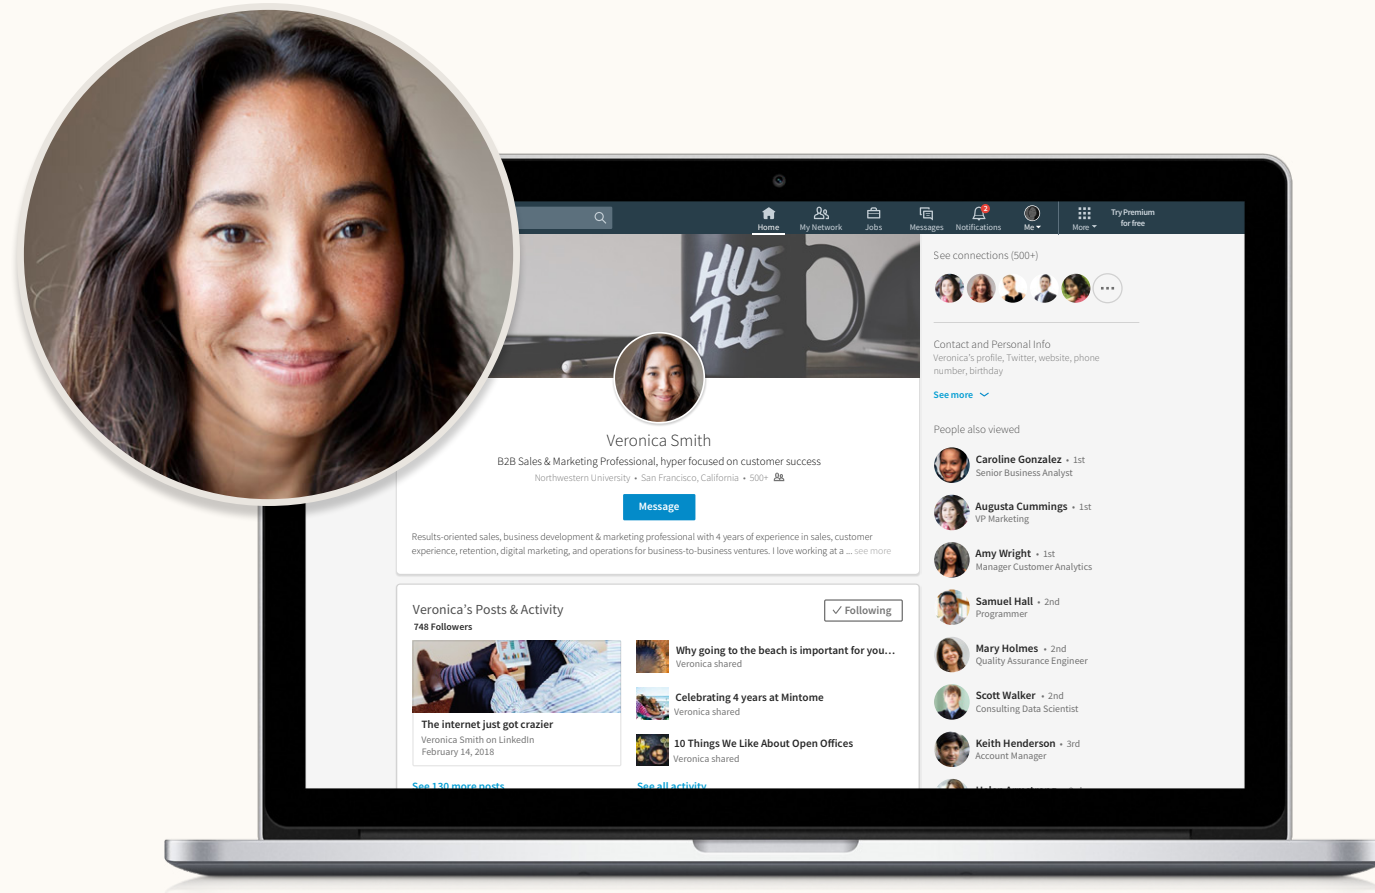 2
Home
My Network
Jobs
Messages
Notifications
Me
More
Try Premium
for free
HUS
TLE
Veronica Smith
B2B Sales & Marketing Professional, hyper focused on customer success
Northwestern University • San Francisco, California • 500+
Message
Results-oriented sales, business development & marketing professional with 4 years of experience in sales, customer
experience, retention, digital marketing, and operations for business-to-business ventures. I love working at a ... see more
Veronica's Posts & Activity
Following
748 Followers
The internet just got crazier
Veronica Smith on LinkedIn
February 14, 2018
See 130 more posts
Why going to the beach is important for you...
Veronica shared
Celebrating 4 years at Mintome
Veronica shared
10 Things We Like About Open Offices
Veronica shared
See all activity
See connections (500+)
Contact and Personal Info
Veronica's profile, Twitter, website, phone
number, birthday
See more
People also viewed
Caroline Gonzalez • 1st
Senior Business Analyst
Augusta Cummings • 1st
VP Marketing
Amy Wright • 1st
Manager Customer Analytics
Samuel Hall • 2nd
Programmer
Mary Holmes • 2nd
Quality Assurance Engineer
Scott Walker • 2nd
Consulting Data Scientist
Keith Henderson • 3rd
Account Manager